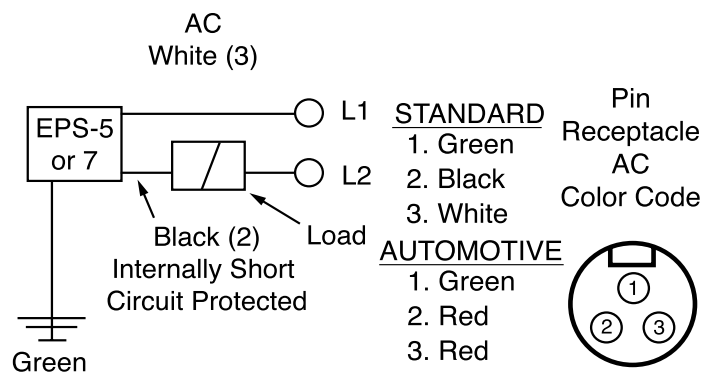 AC
White (3)
EPS-5
or 7
L1
L2
Black (2)
Internally Short
Circuit Protected
Load
Green
STANDARD
1. Green
2. Black
3. White
AUTOMOTIVE
1. Green
2. Red
3. Red
Pin
Receptacle
AC
Color Code
1
2
3